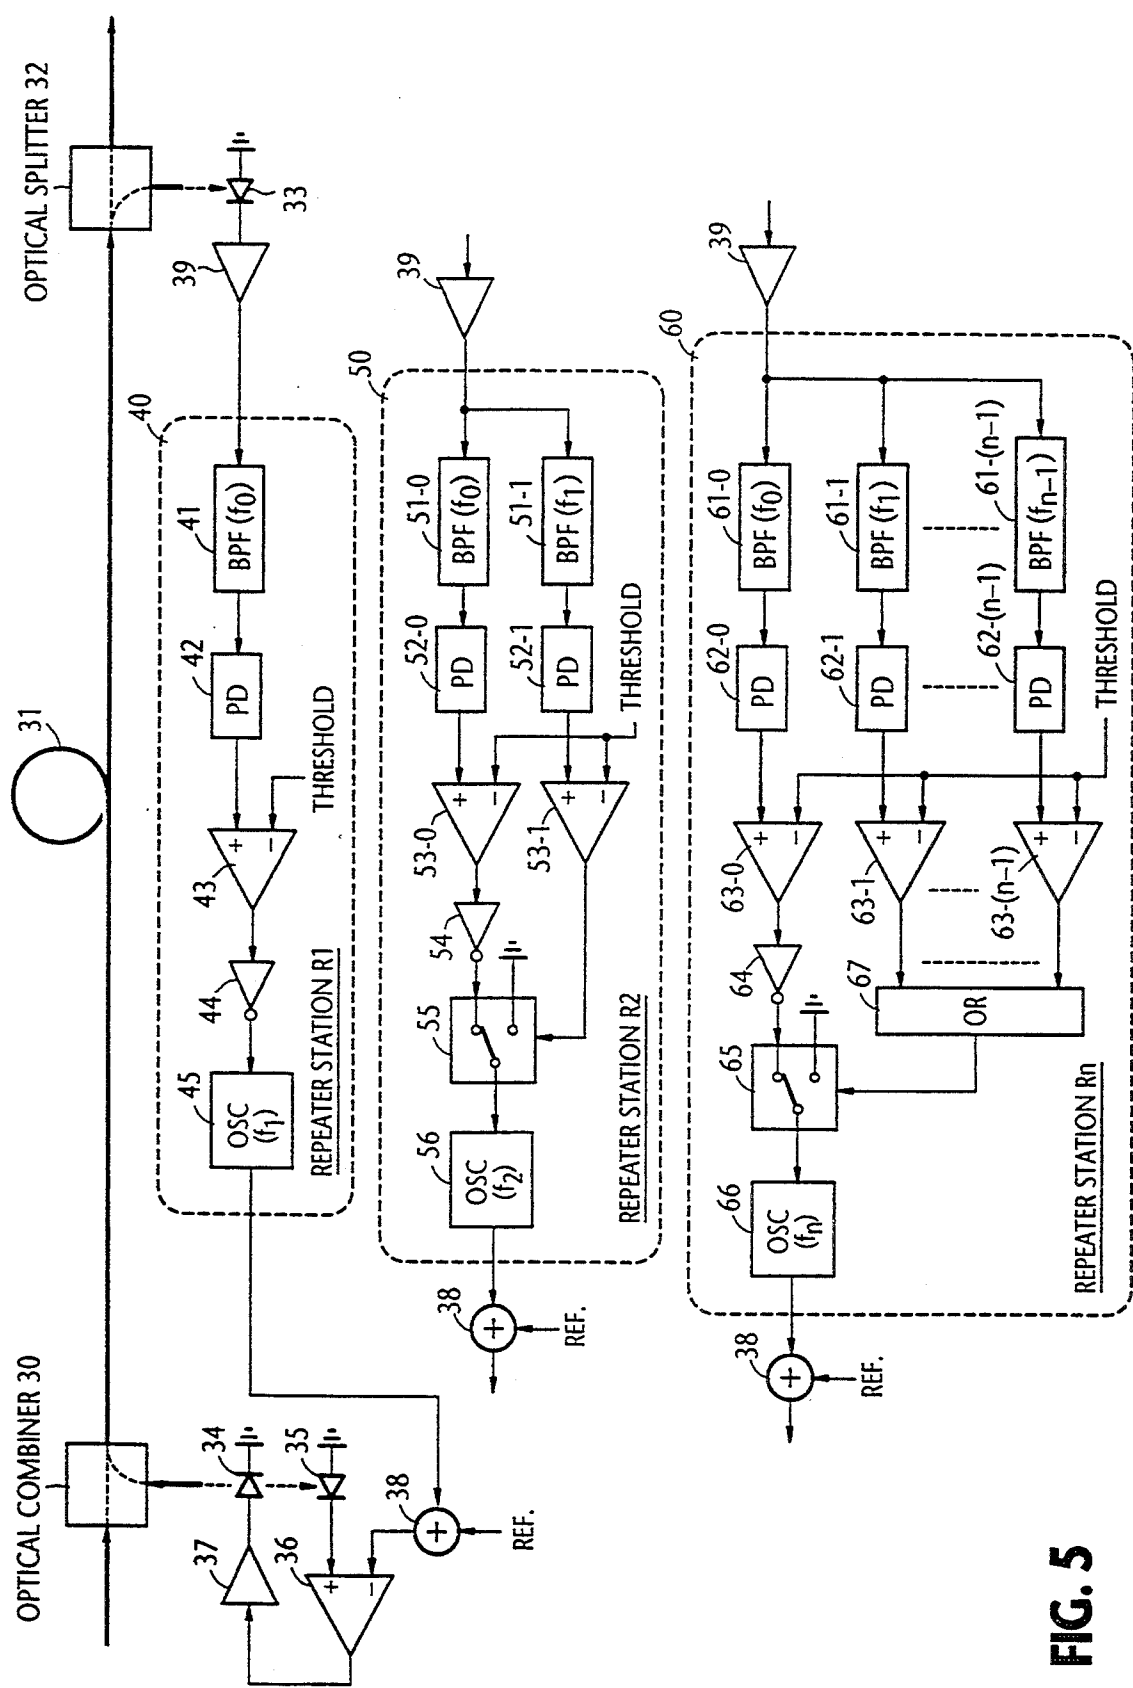 OPTICAL COMBINER 30
31
OPTICAL SPLITTER 32
37
34
35
36
38
REF.
33
39
40
45
OSC
(f1)
44
43
+
−
42
PD
41
BPF (f0)
THRESHOLD
REPEATER STATION R1
+
+
−
38
+
REF.
50
39
56
OSC
(f2)
55
54
53-0
+
−
52-0
PD
51-0
BPF (f0)
53-1
+
−
52-1
PD
51-1
BPF (f1)
THRESHOLD
REPEATER STATION R2
38
+
REF.
60
39
66
OSC
(fn)
65
64
63-0
+
−
62-0
PD
61-0
BPF (f0)
67
OR
63-1
+
−
62-1
PD
61-1
BPF (f1)
63-(n−1)
+
−
62-(n−1)
PD
61-(n−1)
BPF (fn−1)
THRESHOLD
REPEATER STATION Rn
FIG. 5